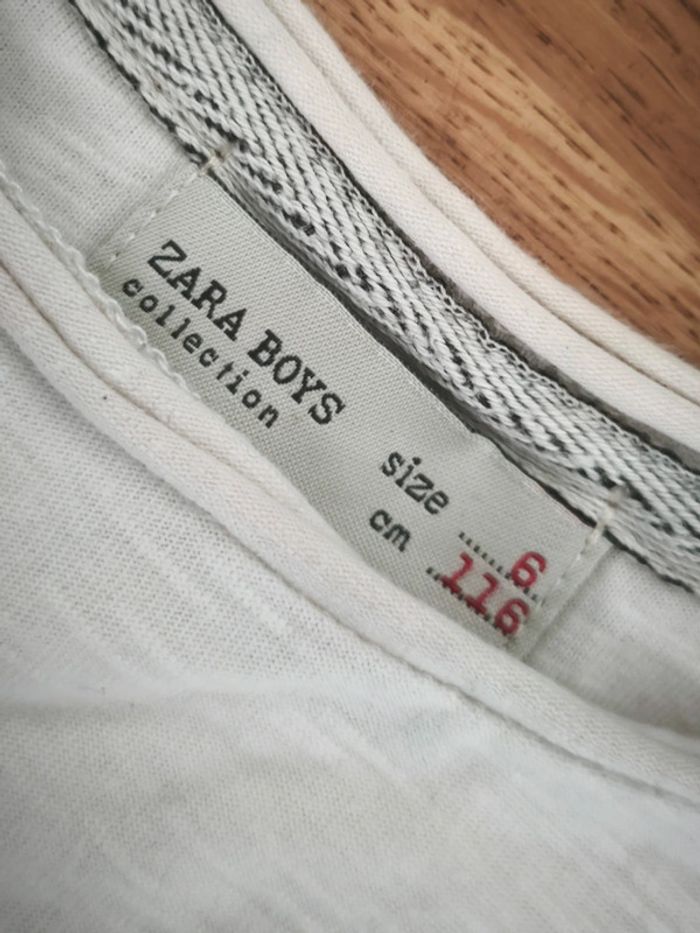 ZARA BOYS
collection
size ......6
cm ......116